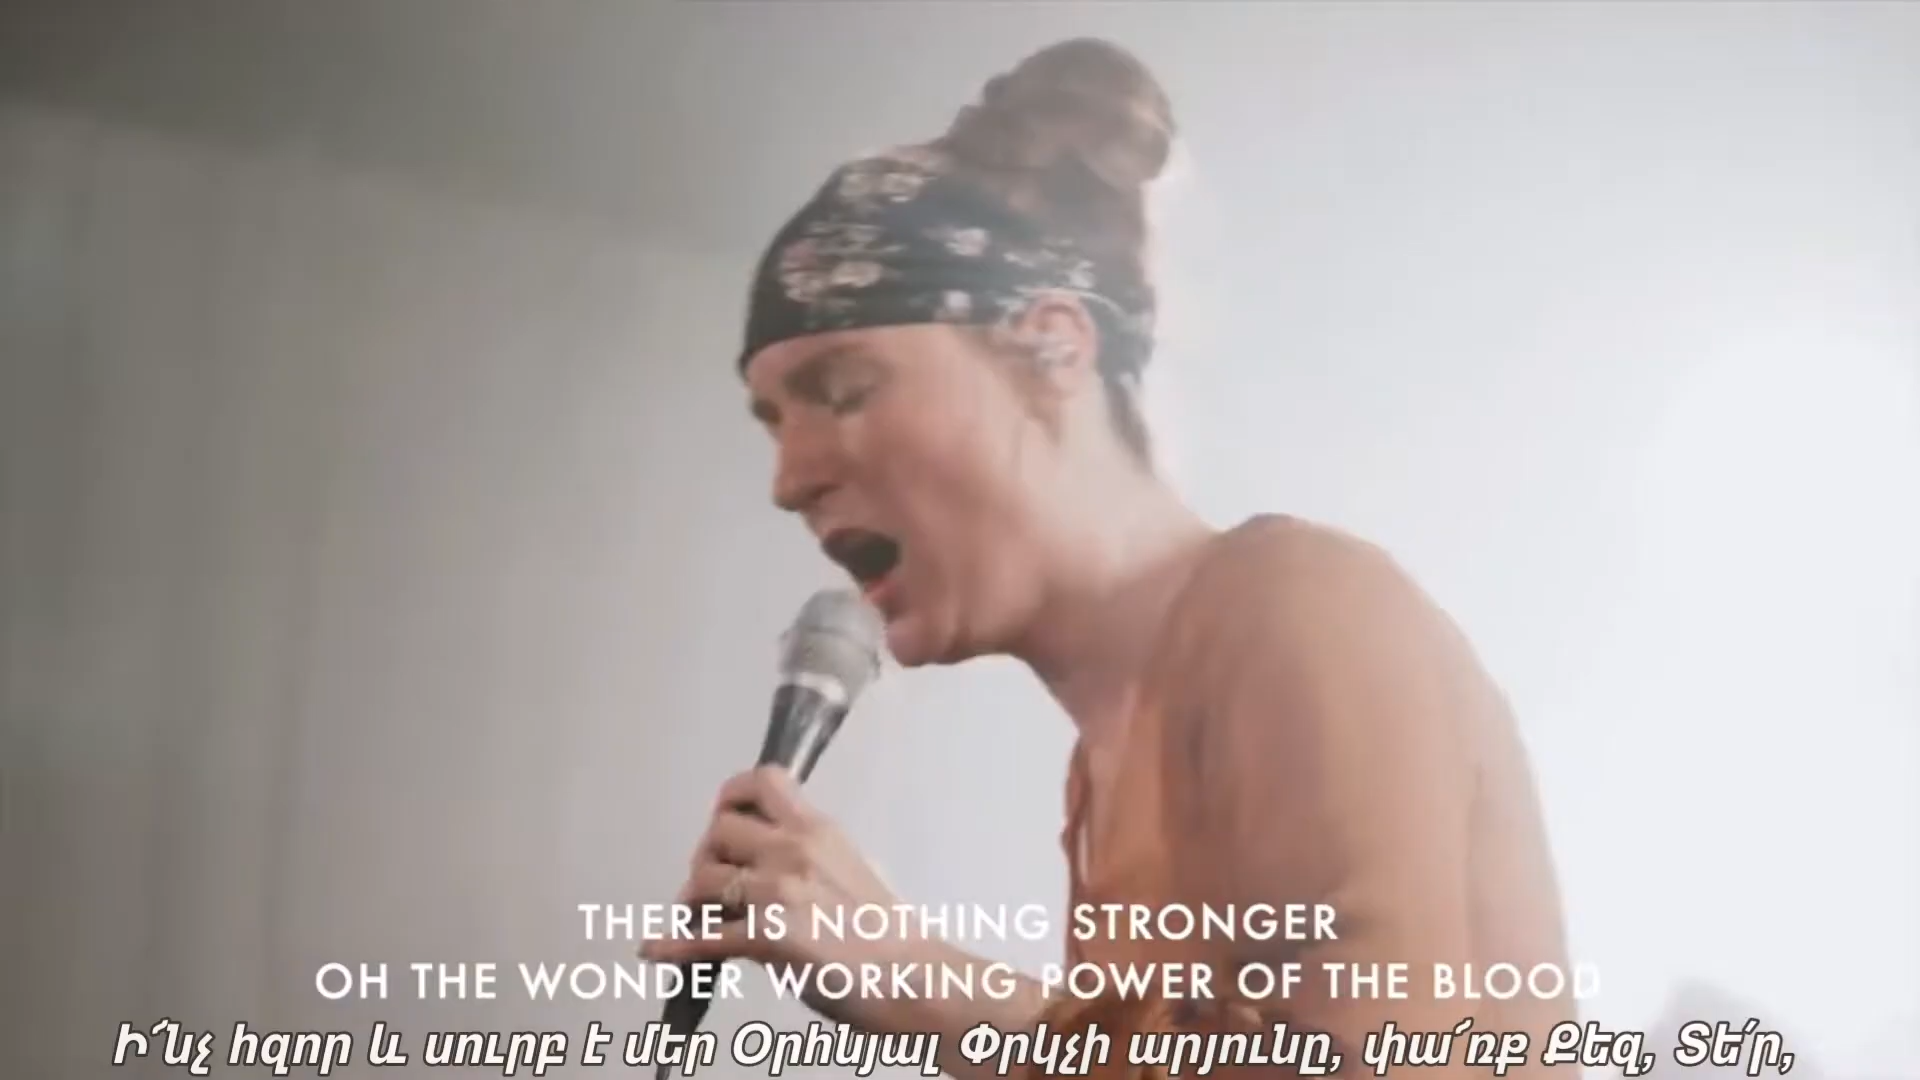 THERE IS NOTHING STRONGER
OH THE WONDER WORKING POWER OF THE BLOOD
Ի՜նչ հզոր և սուրբ է մեր Օրհնյալ Փրկչի արյունը, փա՜ռք Քեզ, Տե՜ր,